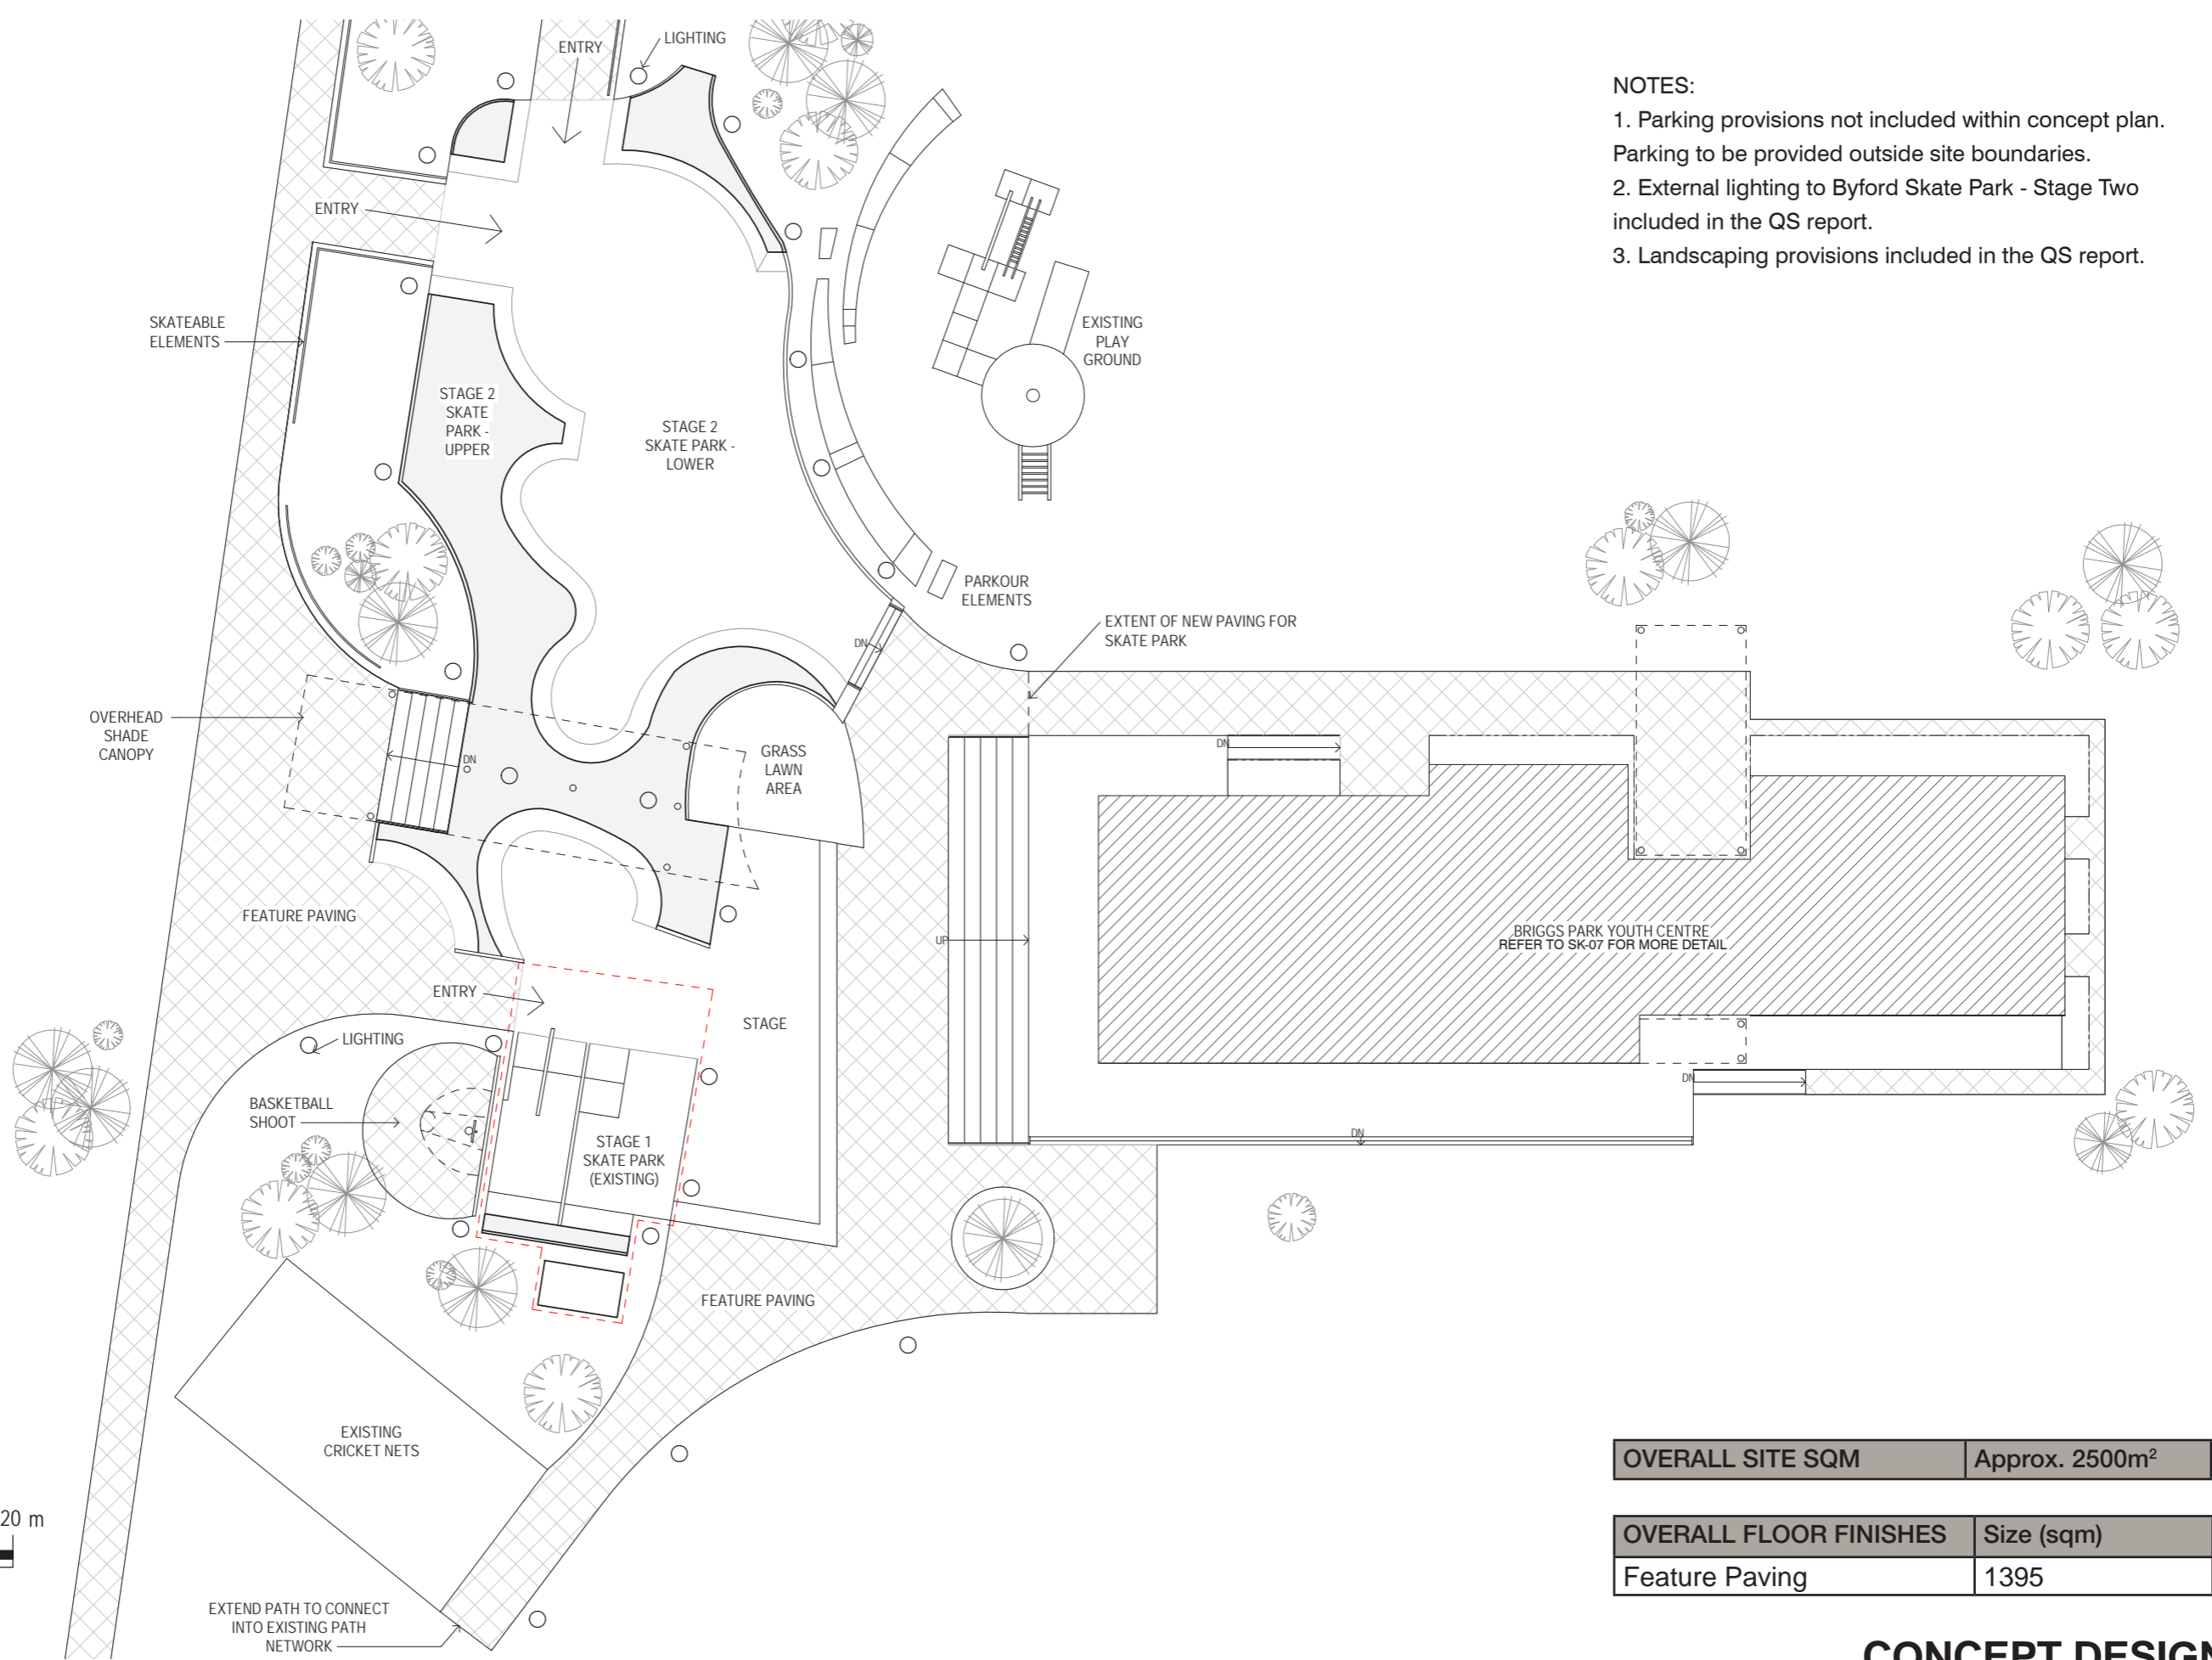 ENTRY
LIGHTING
NOTES:
1. Parking provisions not included within concept plan.
Parking to be provided outside site boundaries.
2. External lighting to Byford Skate Park - Stage Two
included in the QS report.
3. Landscaping provisions included in the QS report.
ENTRY
SKATEABLE
ELEMENTS
EXISTING
PLAY
GROUND
STAGE 2
SKATE
PARK -
UPPER
STAGE 2
SKATE PARK -
LOWER
PARKOUR
ELEMENTS
EXTENT OF NEW PAVING FOR
SKATE PARK
DN
OVERHEAD
SHADE
CANOPY
DN
GRASS
LAWN
AREA
DN
FEATURE PAVING
UP
BRIGGS PARK YOUTH CENTRE
REFER TO SK-07 FOR MORE DETAIL
ENTRY
STAGE
LIGHTING
BASKETBALL
SHOOT
STAGE 1
SKATE PARK
(EXISTING)
DN
DN
FEATURE PAVING
EXISTING
CRICKET NETS
20 m
EXTEND PATH TO CONNECT
INTO EXISTING PATH
NETWORK
OVERALL SITE SQM Approx. 2500m²
OVERALL FLOOR FINISHES Size (sqm)
Feature Paving 1395
CONCEPT DESIGN